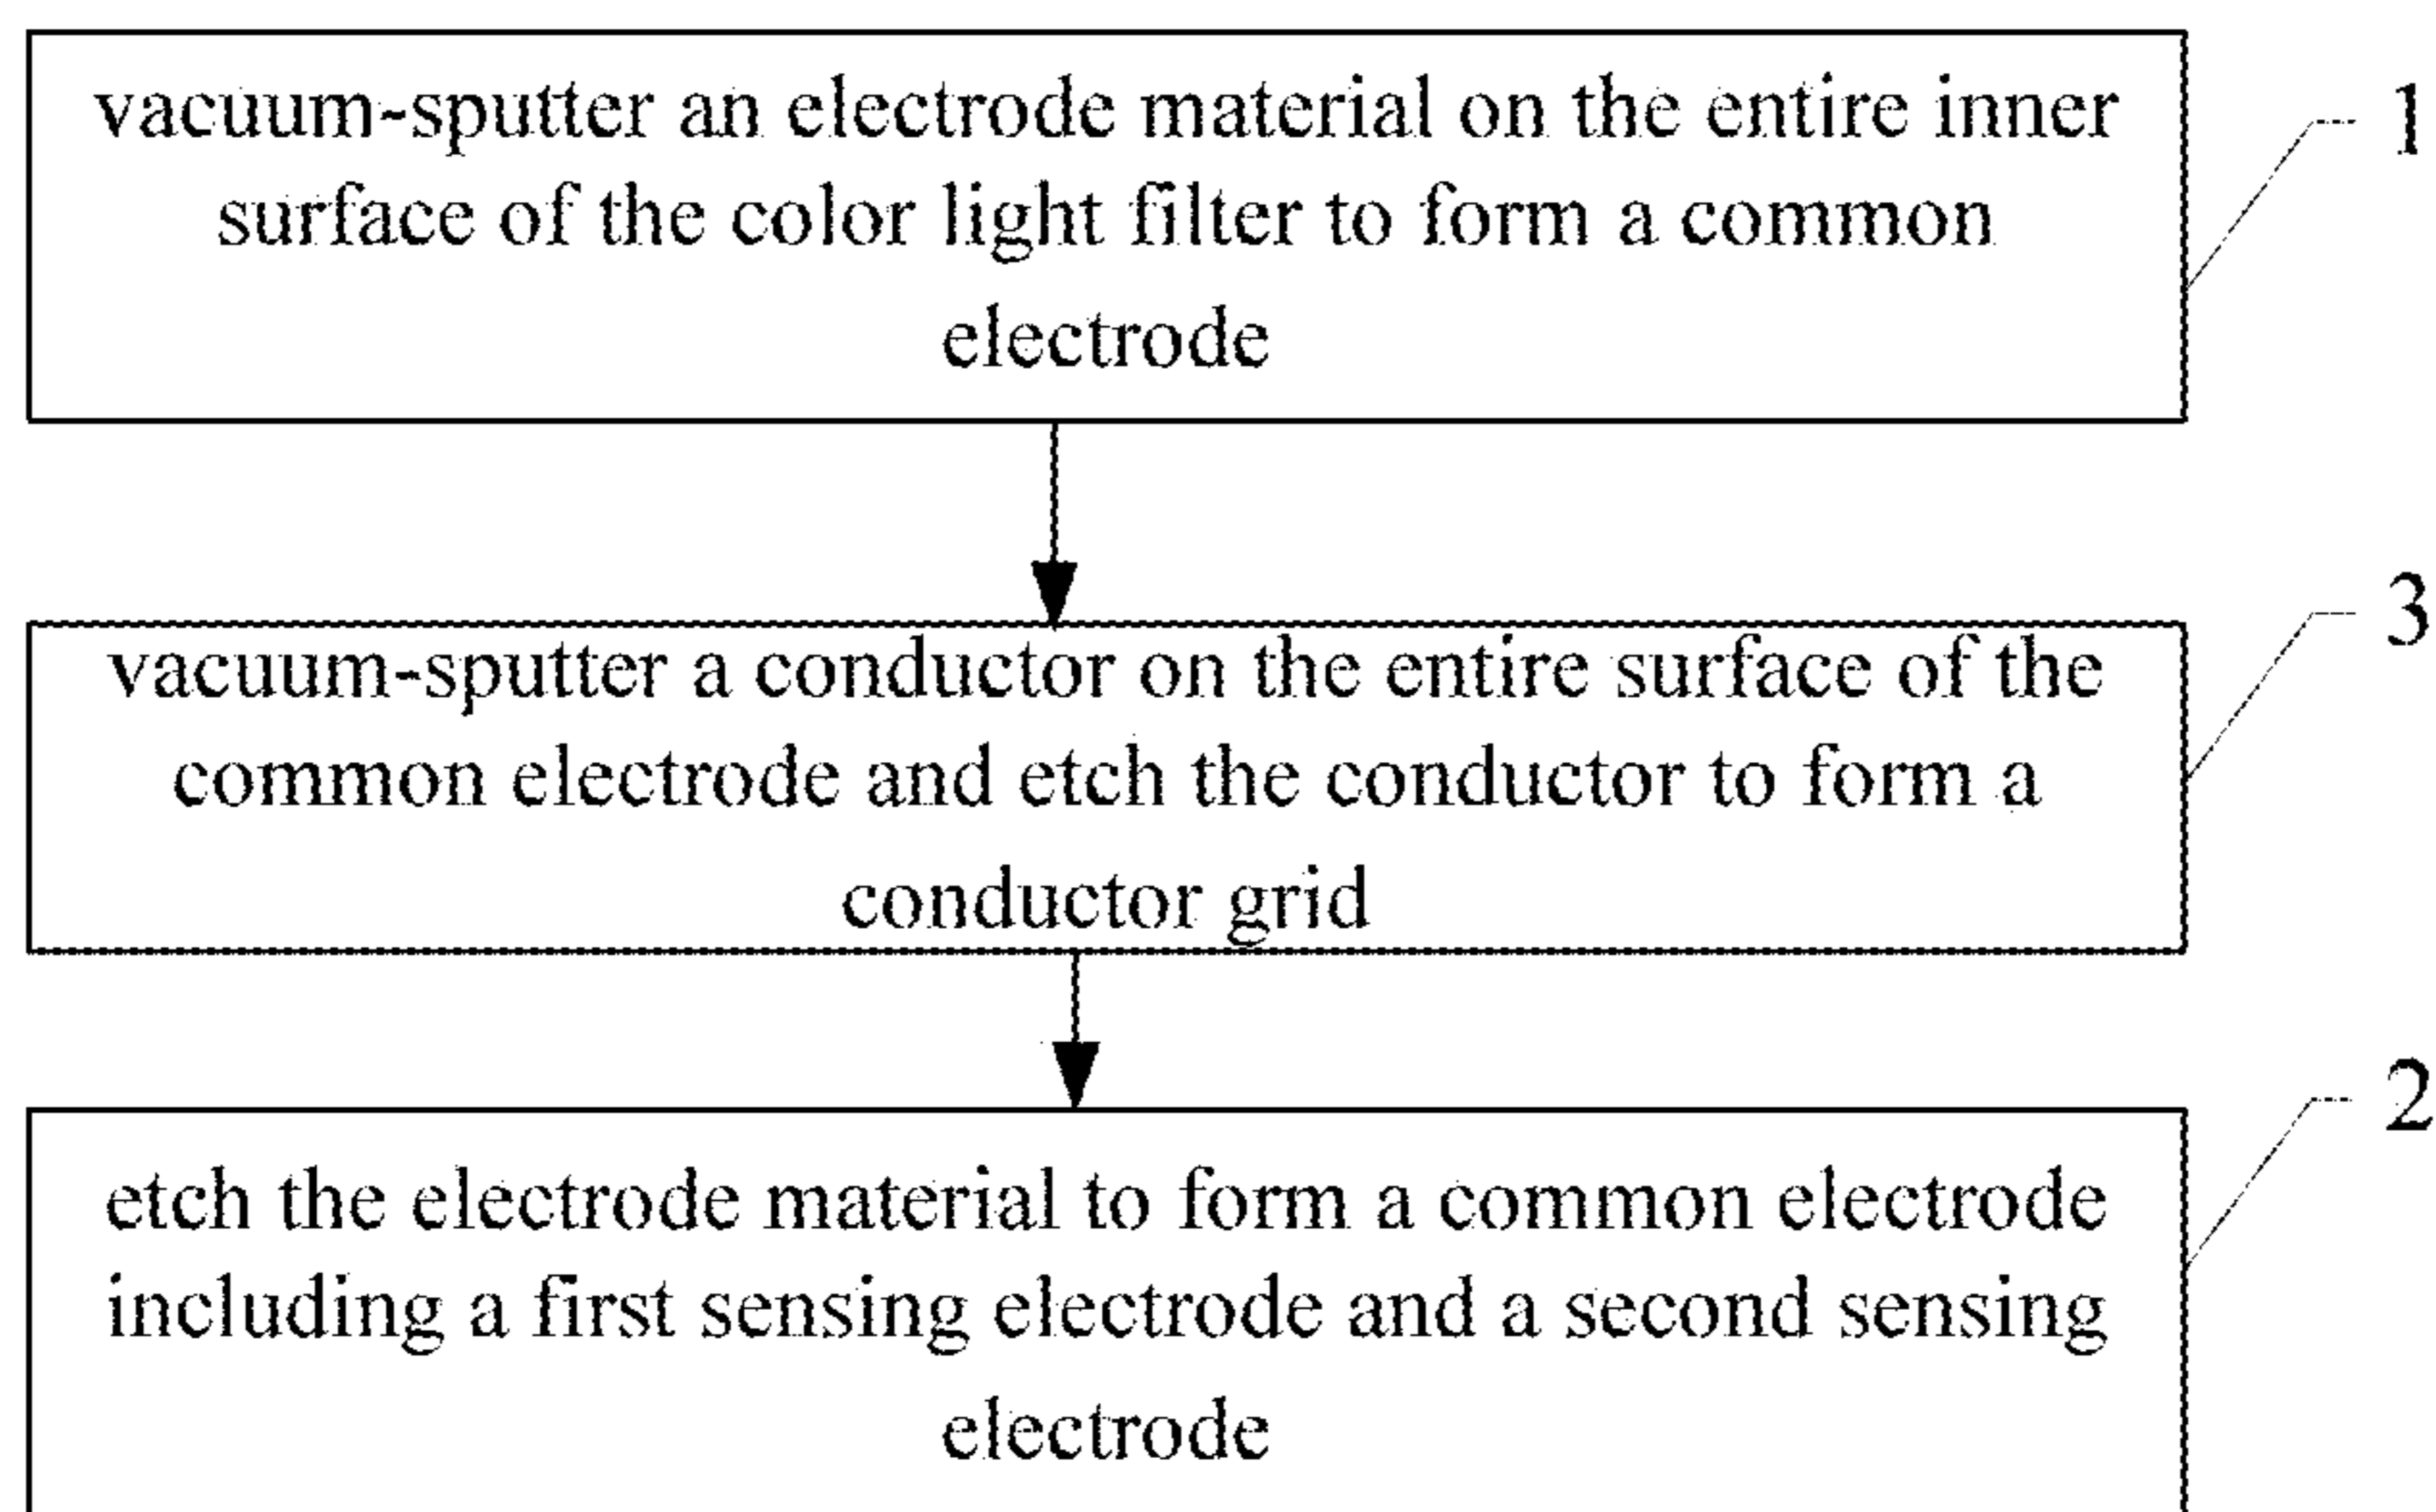 vacuum-sputter an electrode material on the entire inner
surface of the color light filter to form a common
electrode
1
vacuum-sputter a conductor on the entire surface of the
common electrode and etch the conductor to form a
conductor grid
3
etch the electrode material to form a common electrode
including a first sensing electrode and a second sensing
electrode
2